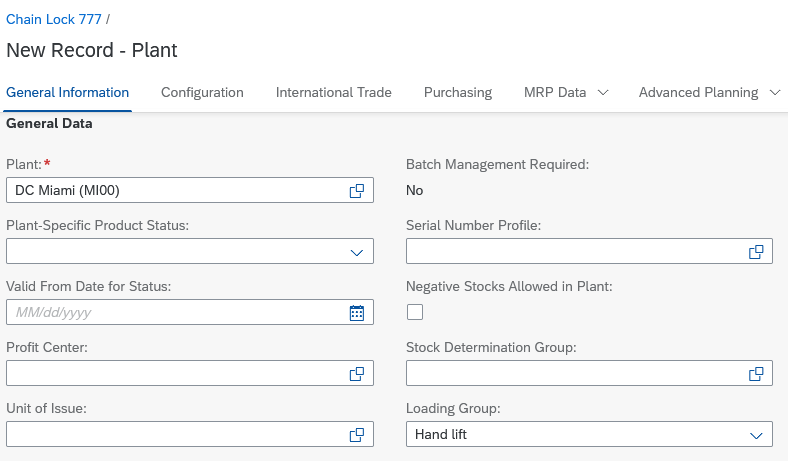 Chain Lock 777 /
New Record - Plant
General Information Configuration International Trade Purchasing MRP Data Advanced Planning
General Data
Plant:*
DC Miami (MI00)
Plant-Specific Product Status:
Valid From Date for Status:
MM/dd/yyyy
Profit Center:
Unit of Issue:
Batch Management Required:
No
Serial Number Profile:
Negative Stocks Allowed in Plant:
Stock Determination Group:
Loading Group:
Hand lift